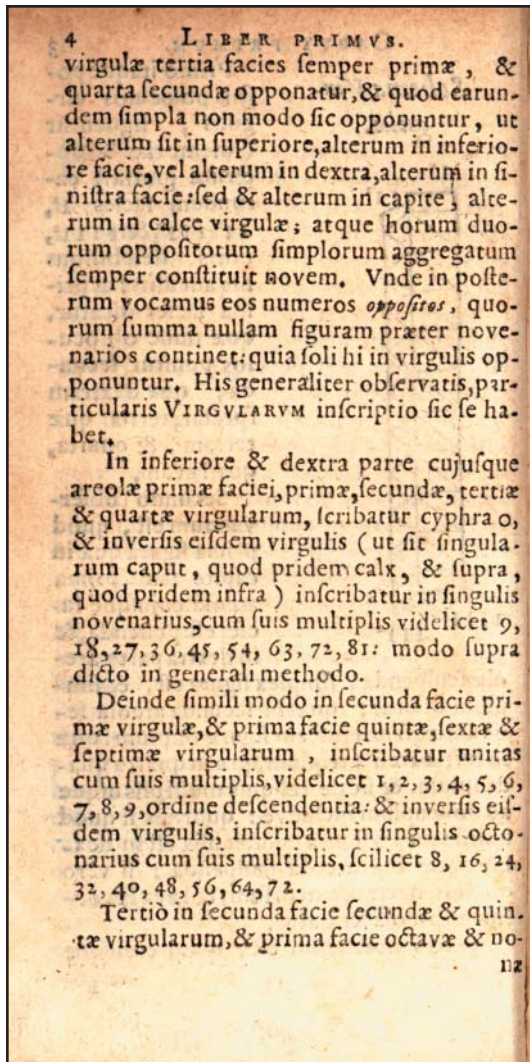 4 LIBER PRIMVS.
virgulæ tertia facies ſemper primæ, &
quarta ſecundæ opponatur, & quod earun-
dem ſimpla non modo ſic opponuntur, ut
alterum ſit in ſuperiore, alterum in inferio-
re facie, vel alterum in dextra, alterum in ſi-
niſtra facie: ſed & alterum in capite, alte-
rum in calce virgulæ; atque horum duo-
rum oppoſitorum ſimplorum aggregatum
ſemper conſtituit novem. Vnde in poſte-
rum vocamus eos numeros oppoſitos, quo-
rum ſumma nullam figuram præter nove-
narios continet: quia ſoli hi in virgulis op-
ponuntur. His generaliter obſervatis, par-
ticularis VIRGVLARVM inſcriptio ſic ſe ha-
bet.
In inferiore & dextra parte cujuſque
areolæ primæ faciei, primæ, ſecundæ, tertiæ
& quartæ virgularum, ſcribatur cyphra 0,
& inverſis eiſdem virgulis (ut ſit ſingula-
rum caput, quod pridem calx, & ſupra,
quod pridem infra) inſcribatur in ſingulis
novenarius, cum ſuis multiplis videlicet 9,
18, 27, 36, 45, 54, 63, 72, 81: modo ſupra
dicto in generali methodo.
Deinde ſimili modo in ſecunda facie pri-
mæ virgulæ, & prima facie quintæ, ſextæ &
ſeptimæ virgularum, inſcribatur unitas
cum ſuis multiplis, videlicet 1, 2, 3, 4, 5, 6,
7, 8, 9, ordine deſcendentia: & inverſis eiſ-
dem virgulis, inſcribatur in ſingulis octo-
narius cum ſuis multiplis, ſcilicet 8, 16, 24,
32, 40, 48, 56, 64, 72.
Tertiò in ſecunda facie ſecundæ & quin-
tæ virgularum, & prima facie octavæ & no-
næ